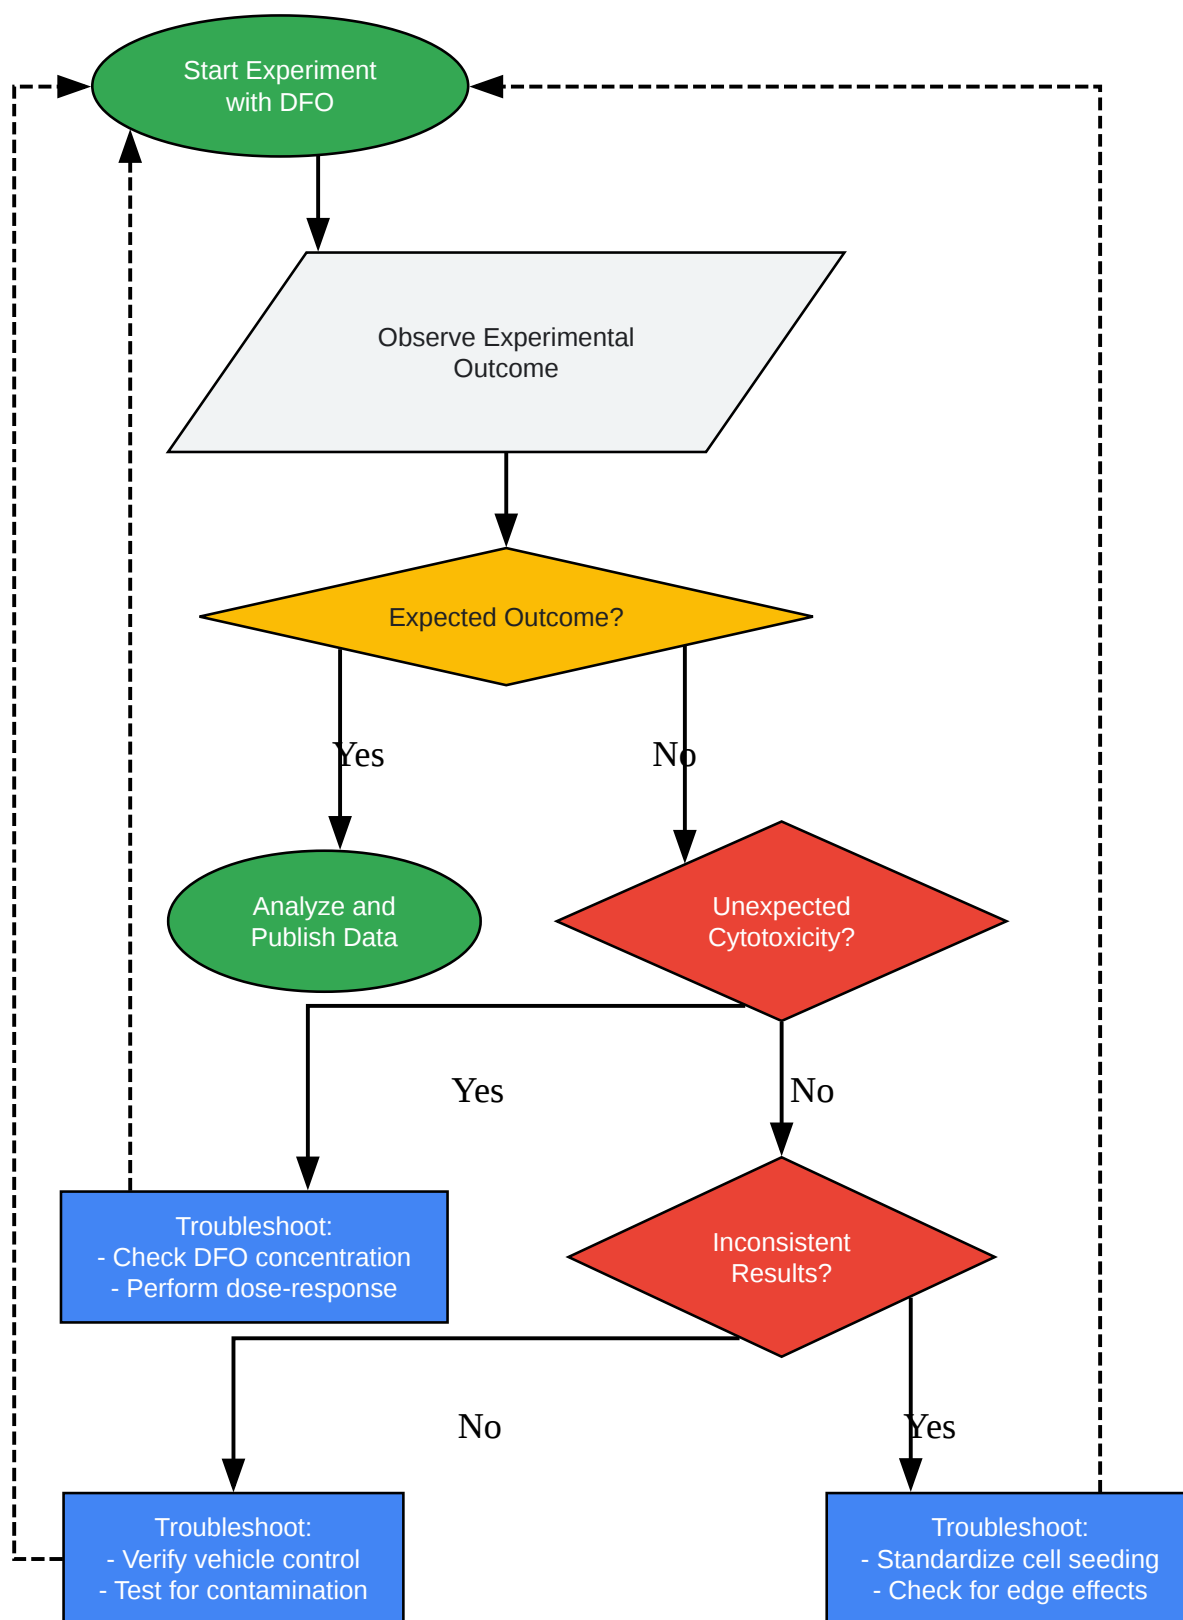 Start Experiment
with DFO
Observe Experimental
Outcome
Expected Outcome?
Yes
No
Analyze and
Publish Data
Unexpected
Cytotoxicity?
Yes
No
Troubleshoot:
- Check DFO concentration
- Perform dose-response
Inconsistent
Results?
No
Yes
Troubleshoot:
- Verify vehicle control
- Test for contamination
Troubleshoot:
- Standardize cell seeding
- Check for edge effects